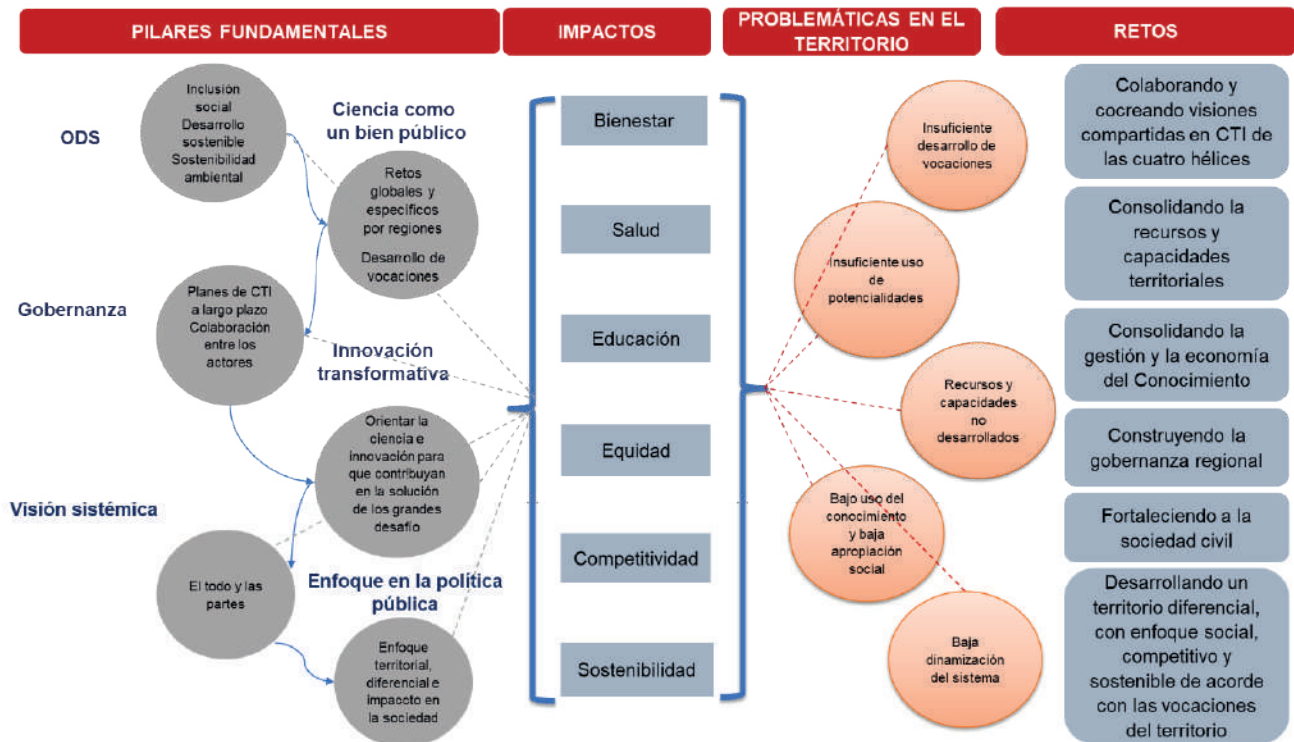 PILARES FUNDAMENTALES
IMPACTOS
PROBLEMÁTICAS EN EL
TERRITORIO
RETOS
ODS
Inclusión
social
Desarrollo
sostenible
Sostenibilidad
ambiental
Ciencia como
un bien público
Retos
globales y
específicos
por regiones
Desarrollo de
vocaciones
Gobernanza
Planes de CTI
a largo plazo
Colaboración
entre los
actores
Innovación
transformativa
Orientar la
ciencia e
innovación para
que contribuyan
en la solución
de los grandes
desafío
Visión sistémica
El todo y las
partes
Enfoque en la política
pública
Enfoque
territorial,
diferencial e
impaccto en
la sociedad
Bienestar
Salud
Educación
Equidad
Competitividad
Sostenibilidad
Insuficiente
desarrollo de
vocaciones
Insuficiente uso
de
potencialidades
Recursos y
capacidades
no
desarrollados
Bajo uso del
conocimiento
y baja
apropiación
social
Baja
dinamización
del sistema
Colaborando y
cocreando visiones
compartidas en CTI de
las cuatro hélices
Consolidando la
recursos y
capacidades
territoriales
Consolidando la
gestión y la economía
del Conocimiento
Construyendo la
gobernanza regional
Fortaleciendo a la
sociedad civil
Desarrollando un
territorio diferencial,
con enfoque social,
competitivo y
sostenible de acorde
con las vocaciones
del territorio